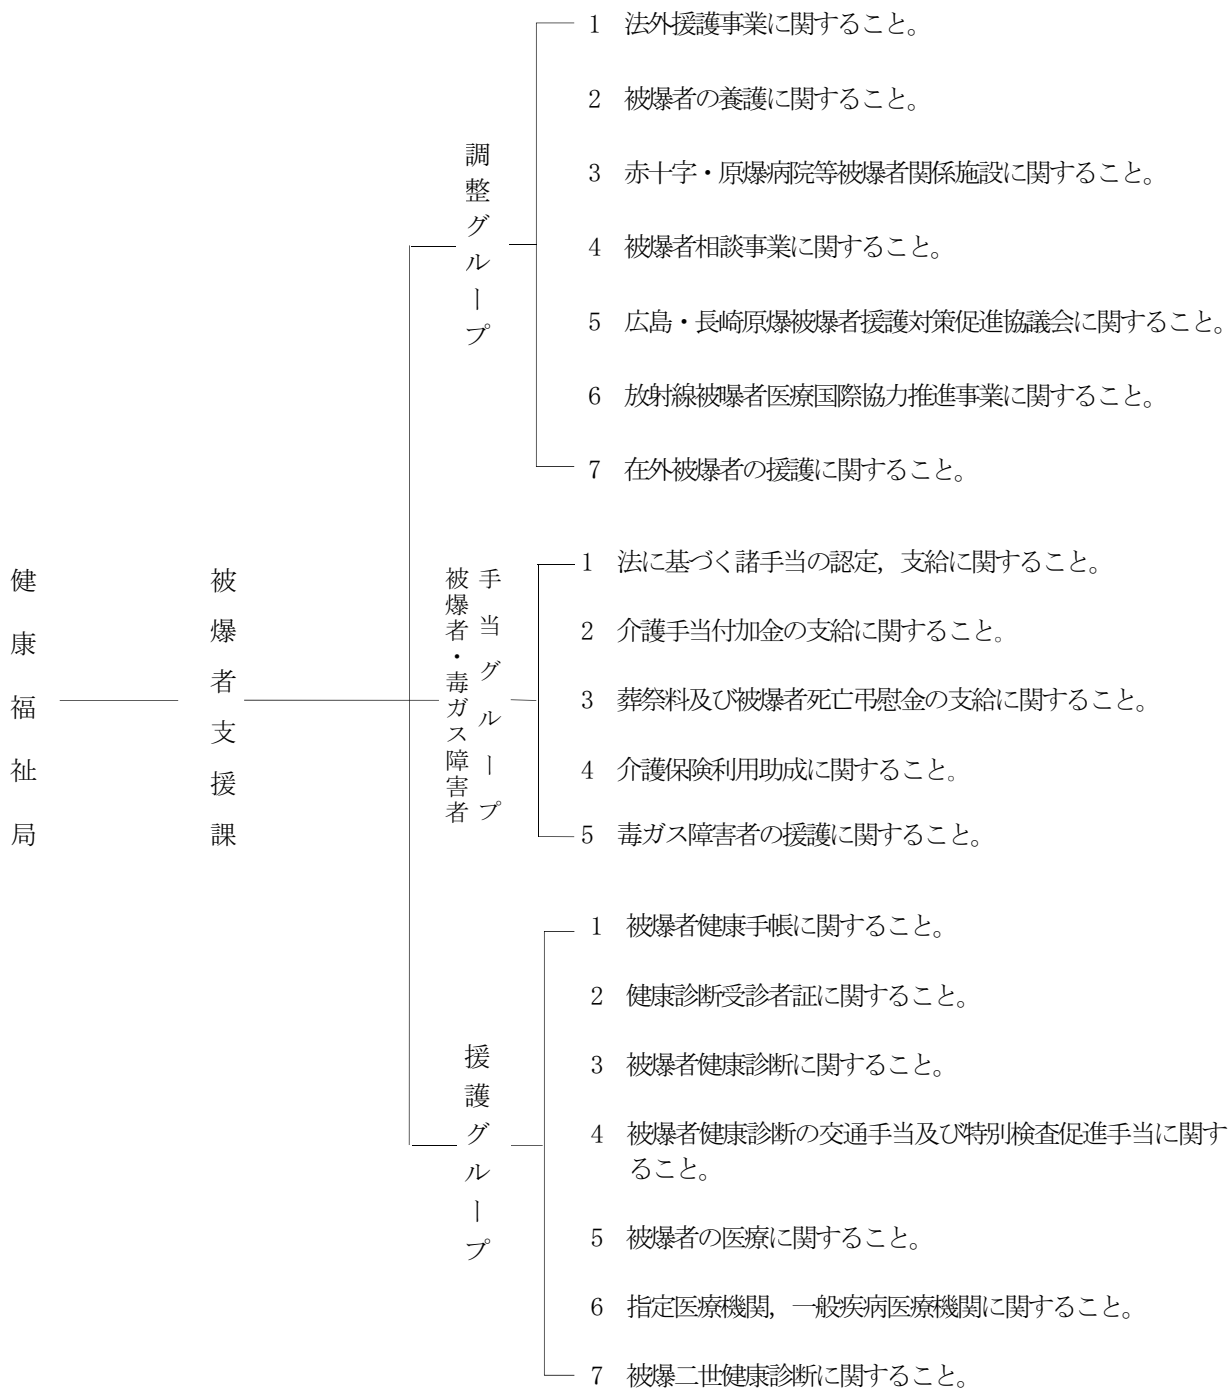 健康福祉局
被爆者支援課
調整グループ
1 法外援護事業に関すること。
2 被爆者の養護に関すること。
3 赤十字・原爆病院等被爆者関係施設に関すること。
4 被爆者相談事業に関すること。
5 広島・長崎原爆被爆者援護対策促進協議会に関すること。
6 放射線被曝者医療国際協力推進事業に関すること。
7 在外被爆者の援護に関すること。
被爆者・毒ガス障害者
手当グループ
1 法に基づく諸手当の認定，支給に関すること。
2 介護手当付加金の支給に関すること。
3 葬祭料及び被爆者死亡弔慰金の支給に関すること。
4 介護保険利用助成に関すること。
5 毒ガス障害者の援護に関すること。
援護グループ
1 被爆者健康手帳に関すること。
2 健康診断受診者証に関すること。
3 被爆者健康診断に関すること。
4 被爆者健康診断の交通手当及び特別検査促進手当に関す
ること。
5 被爆者の医療に関すること。
6 指定医療機関，一般疾病医療機関に関すること。
7 被爆二世健康診断に関すること。